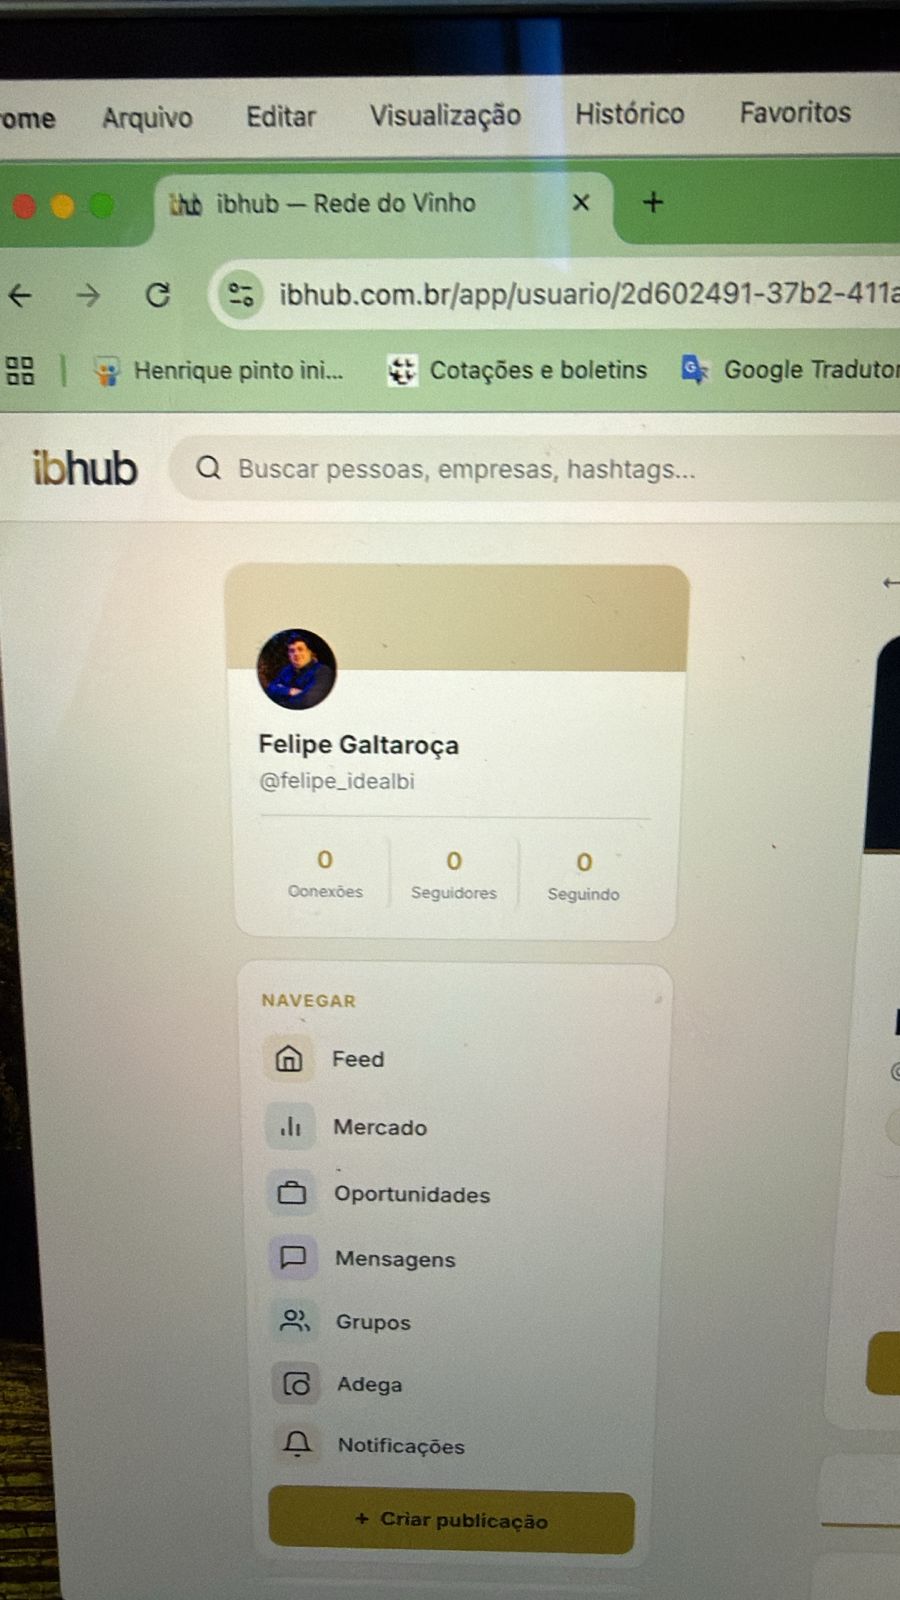 Arquivo Editar Visualização Histórico Favoritos
ibhub — Rede do Vinho
ibhub.com.br/app/usuario/2d602491-37b2-411a
Henrique pinto ini... Cotações e boletins Google Tradutor
ibhub Buscar pessoas, empresas, hashtags...
Felipe Galtaroça
@felipe_idealbi
0 0 0
Conexões Seguidores Seguindo
NAVEGAR
Feed
Mercado
Oportunidades
Mensagens
Grupos
Adega
Notificações
+ Criar publicação